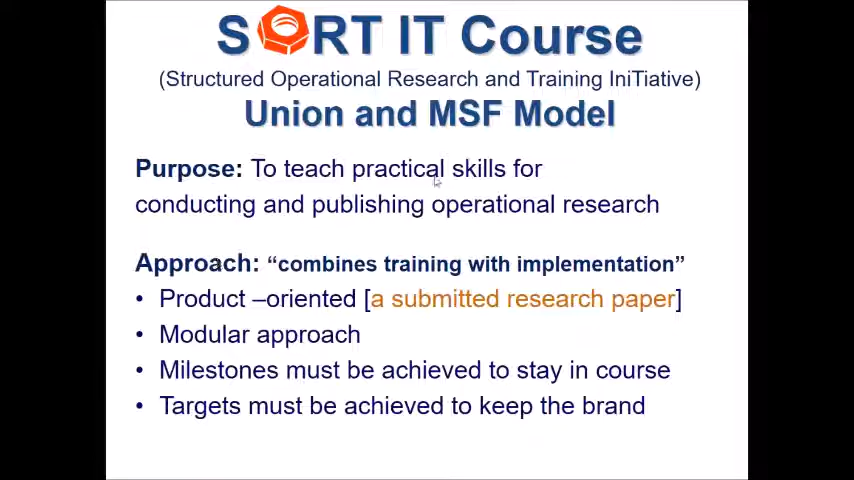 SORT IT Course
(Structured Operational Research and Training IniTiative)
Union and MSF Model
Purpose: To teach practical skills for
conducting and publishing operational research
Approach: “combines training with implementation”
• Product –oriented [a submitted research paper]
• Modular approach
• Milestones must be achieved to stay in course
• Targets must be achieved to keep the brand